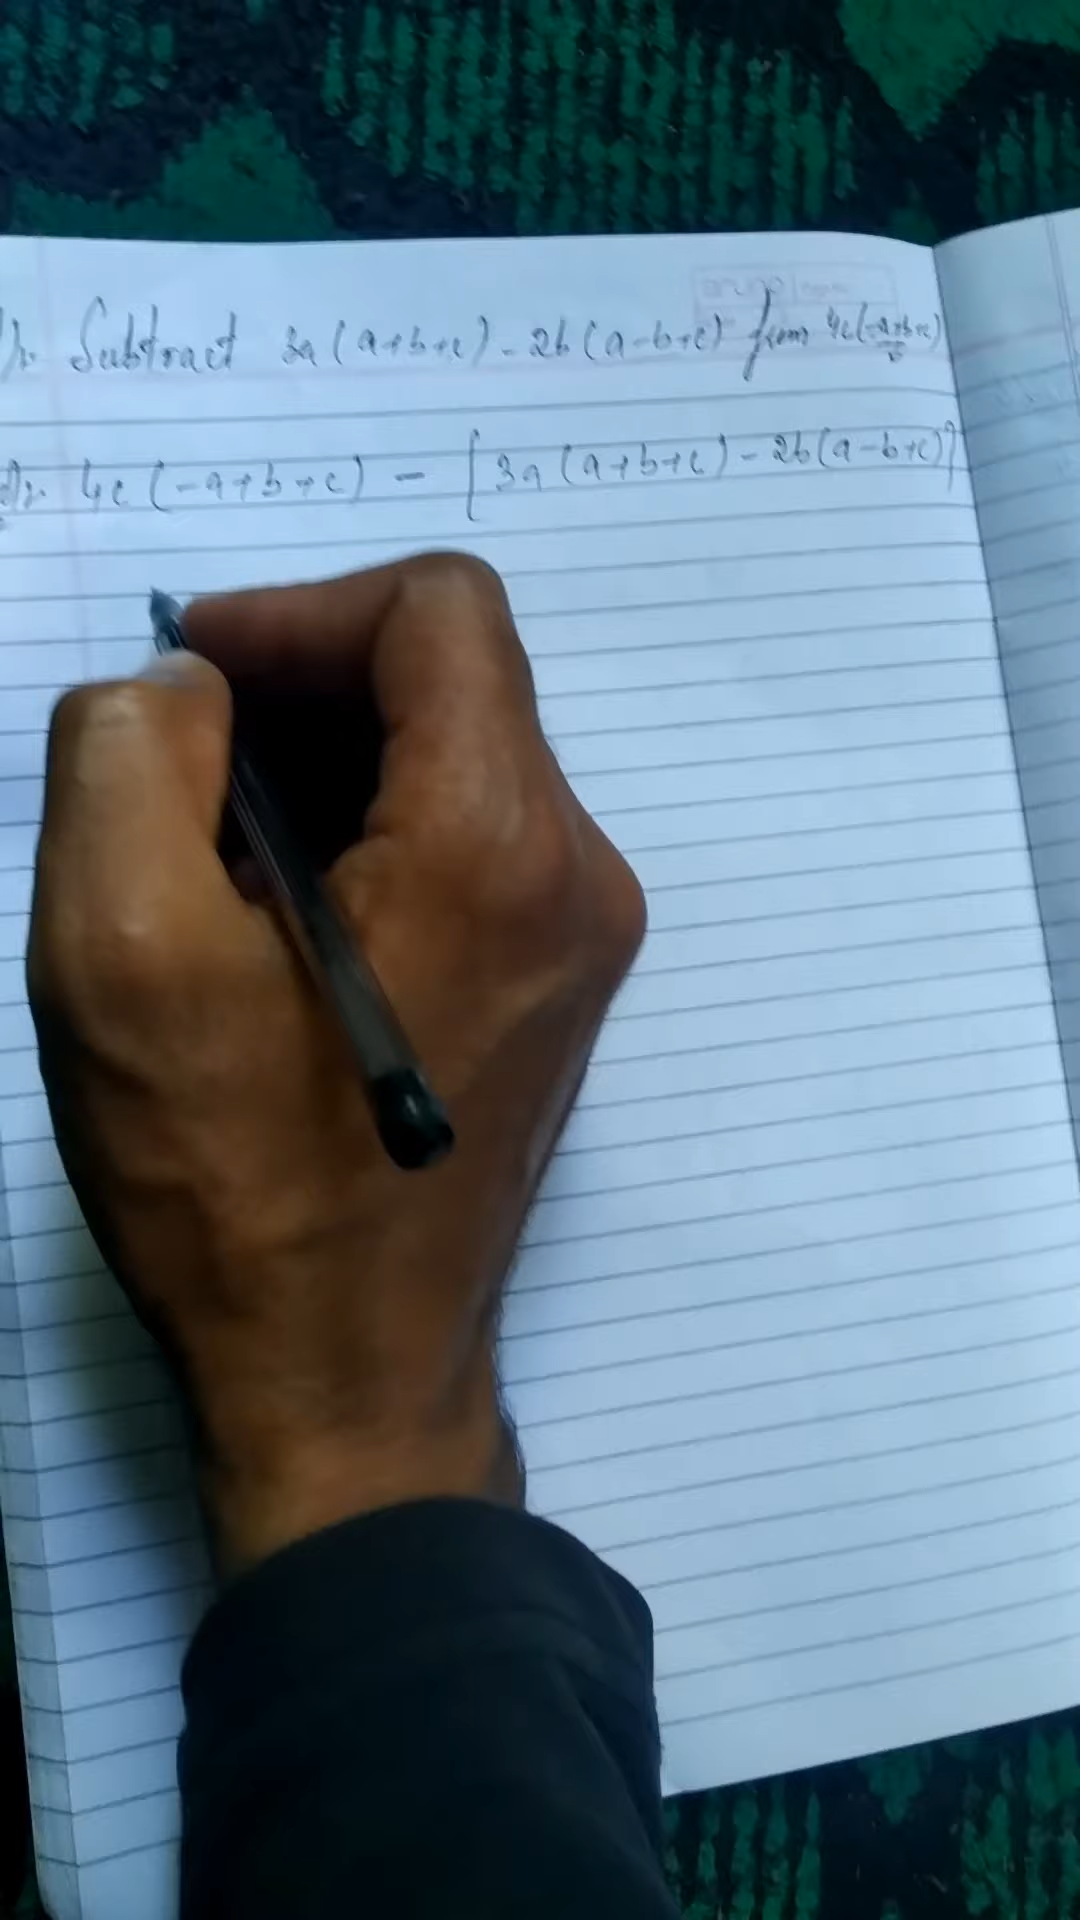 Subtract 3a(a+b+c)-2b(a-b+c) from 4c(-a+b+c)
4c(-a+b+c) - [3a(a+b+c)-2b(a-b+c)]